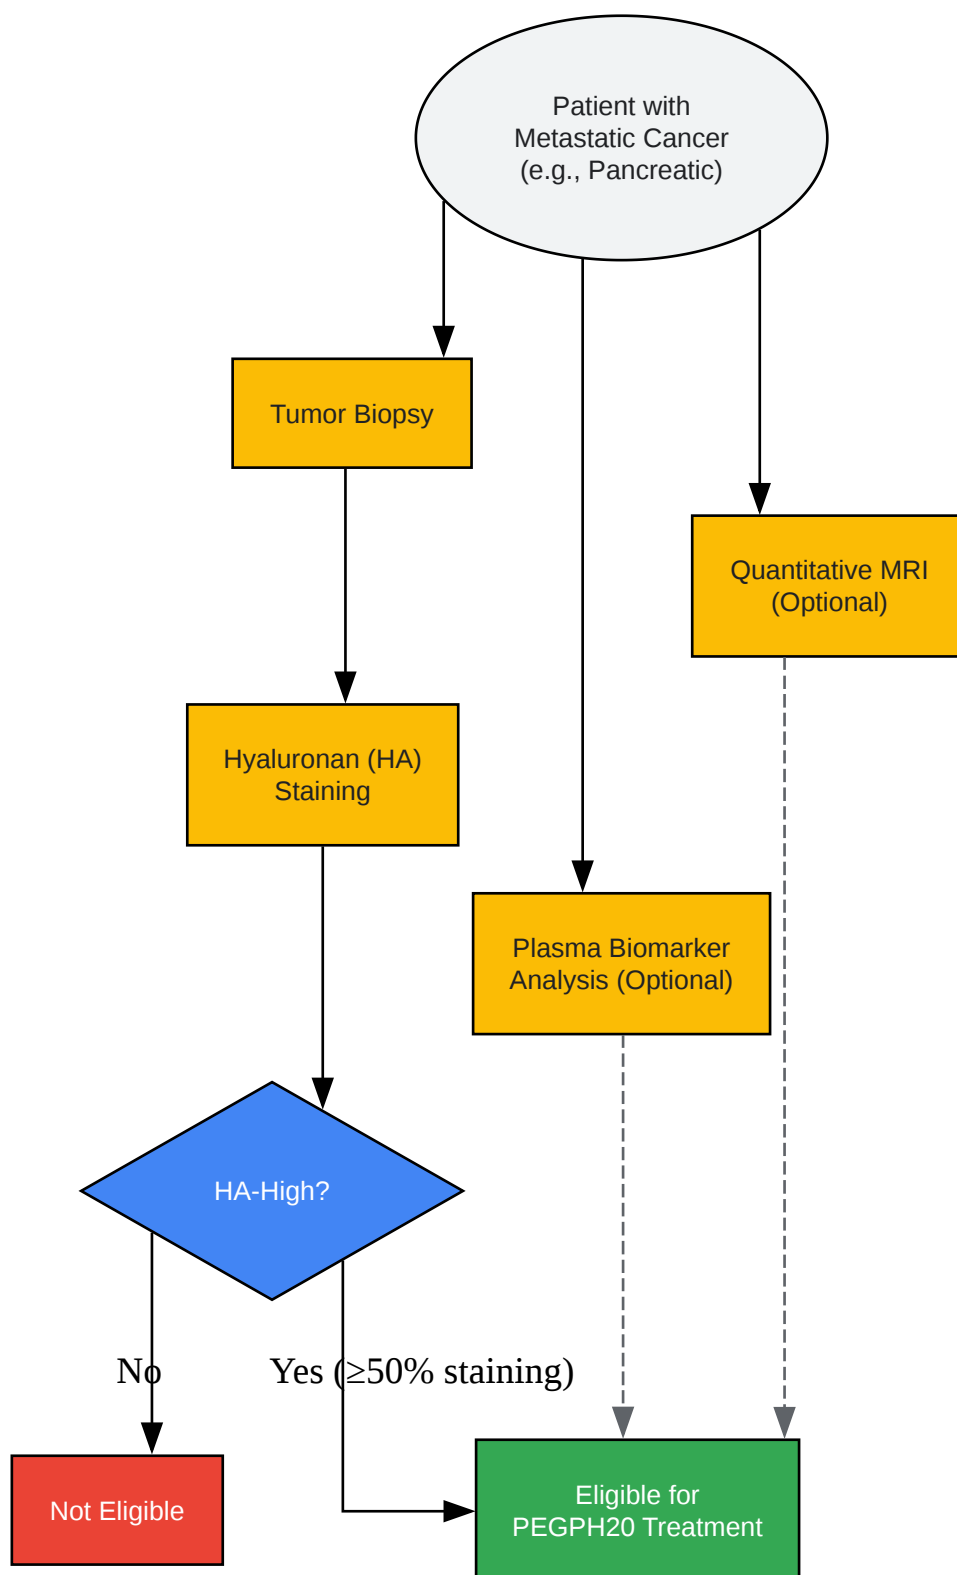 Patient with
Metastatic Cancer
(e.g., Pancreatic)
Tumor Biopsy
Quantitative MRI
(Optional)
Hyaluronan (HA)
Staining
Plasma Biomarker
Analysis (Optional)
HA-High?
No
Yes (≥50% staining)
Not Eligible
Eligible for
PEGPH20 Treatment